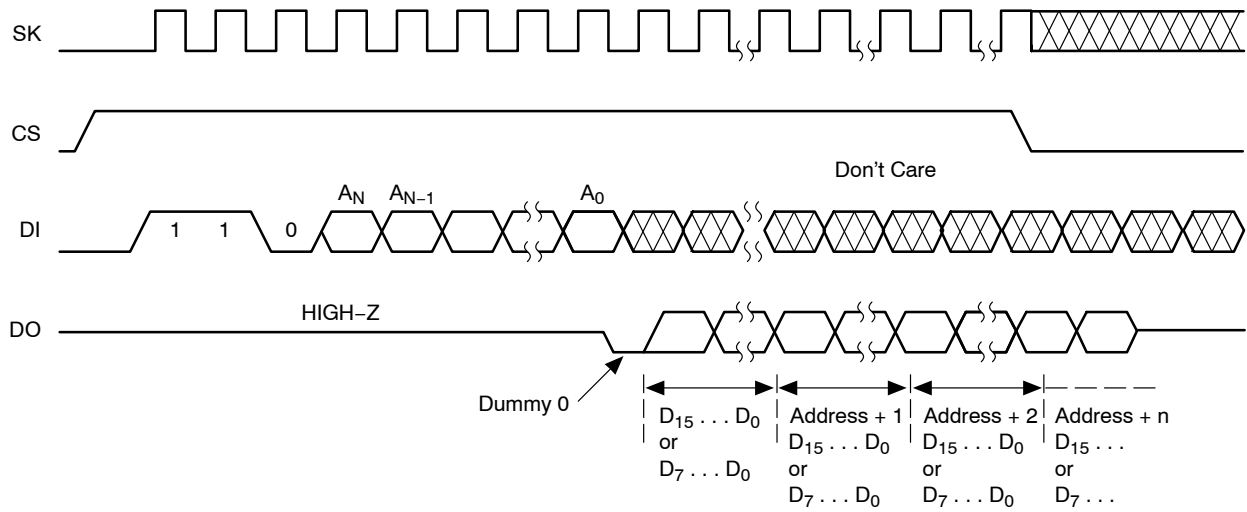 SK
CS
Don't Care
A_N A_{N–1} A_0
DI 1 1 0
HIGH–Z
DO
Dummy 0
D_15 . . . D_0
or
D_7 . . . D_0
Address + 1
D_15 . . . D_0
or
D_7 . . . D_0
Address + 2
D_15 . . . D_0
or
D_7 . . . D_0
Address + n
D_15 . . .
or
D_7 . . .